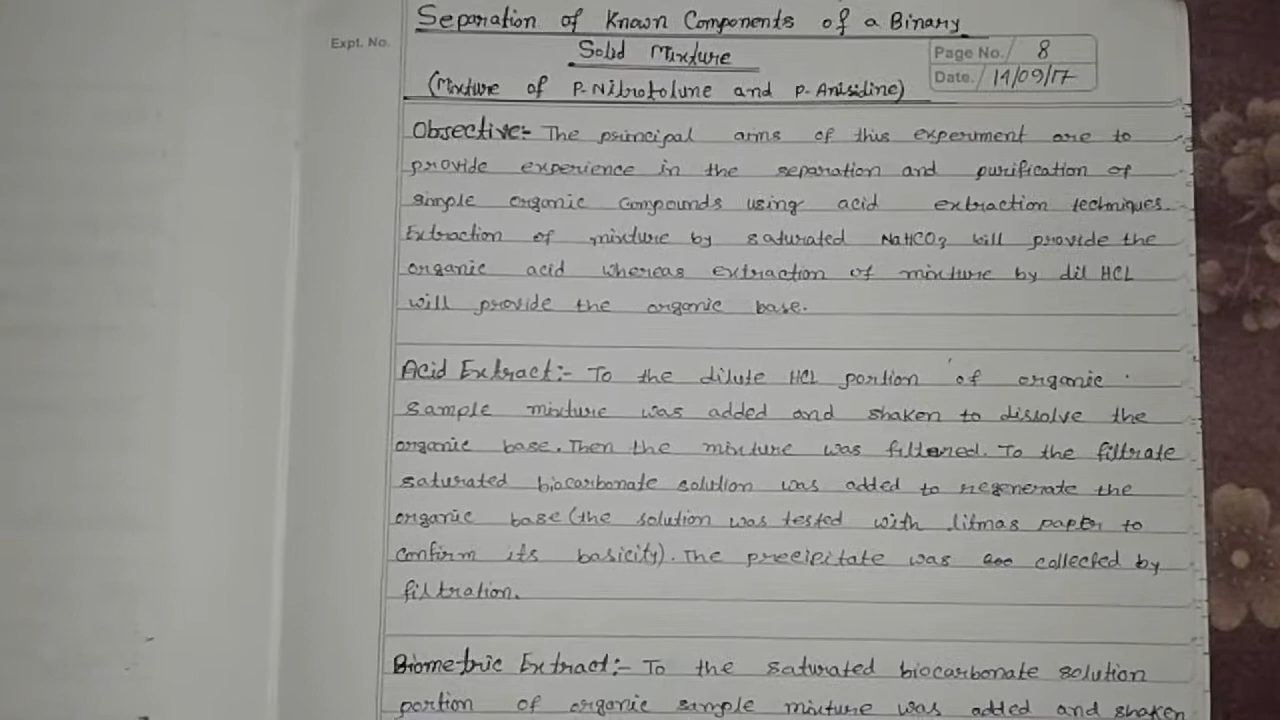 Separation of Known Components of a Binary
Expt. No.
Solid Mixture
Page No. 8
Date. 14/09/17
(Mixture of P-Nitrotolune and P-Anisidine)
Objective:- The principal aims of this experiment are to
provide experience in the separation and purification of
simple organic compounds using acid extraction techniques.
Extraction of mixture by saturated NaHCO3 will provide the
organic acid whereas extraction of mixture by dil HCL
will provide the organic base.
Acid Extract:- To the dilute HCL portion of organic
sample mixture was added and shaken to dissolve the
organic base. Then the mixture was filtered. To the filtrate
saturated biocarbonate solution was added to regenerate the
organic base (the solution was tested with litmas paper to
confirm its basicity). The preeipitate was collected by
filtration.
Biometric Extract:- To the saturated biocarbonate solution
portion of organic sample mixture was added and shaken